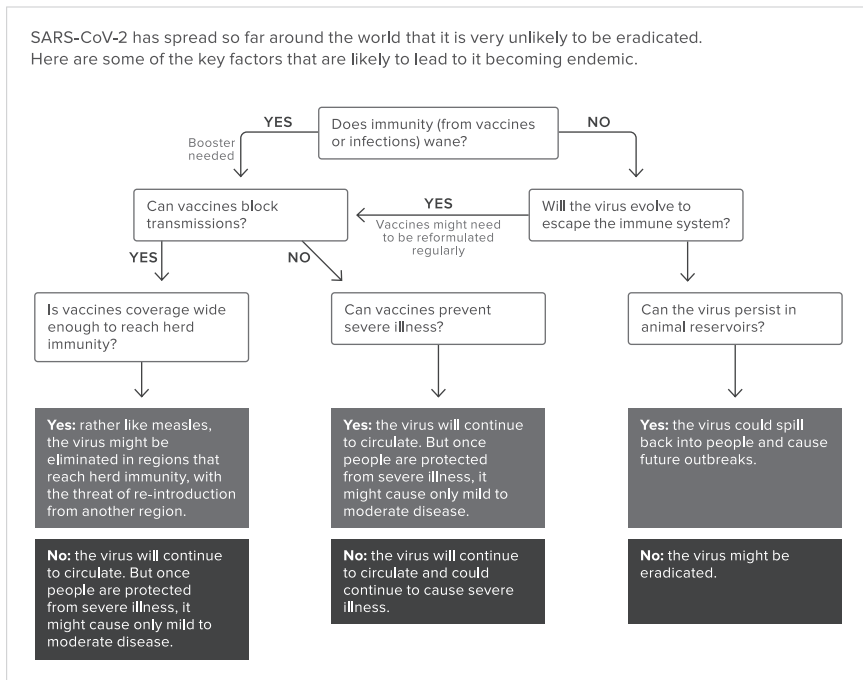 SARS-CoV-2 has spread so far around the world that it is very unlikely to be eradicated.
Here are some of the key factors that are likely to lead to it becoming endemic.
Does immunity (from vaccines
or infections) wane?
YES
Booster
needed
NO
Can vaccines block
transmissions?
YES
Vaccines might need
to be reformulated
regularly
Will the virus evolve to
escape the immune system?
YES
NO
Is vaccines coverage wide
enough to reach herd
immunity?
Can vaccines prevent
severe illness?
Can the virus persist in
animal reservoirs?
Yes: rather like measles,
the virus might be
eliminated in regions that
reach herd immunity, with
the threat of re-introduction
from another region.
Yes: the virus will continue
to circulate. But once
people are protected
from severe illness, it
might cause only mild to
moderate disease.
Yes: the virus could spill
back into people and cause
future outbreaks.
No: the virus will continue
to circulate. But once
people are protected
from severe illness, it
might cause only mild to
moderate disease.
No: the virus will continue
to circulate and could
continue to cause severe
illness.
No: the virus might be
eradicated.